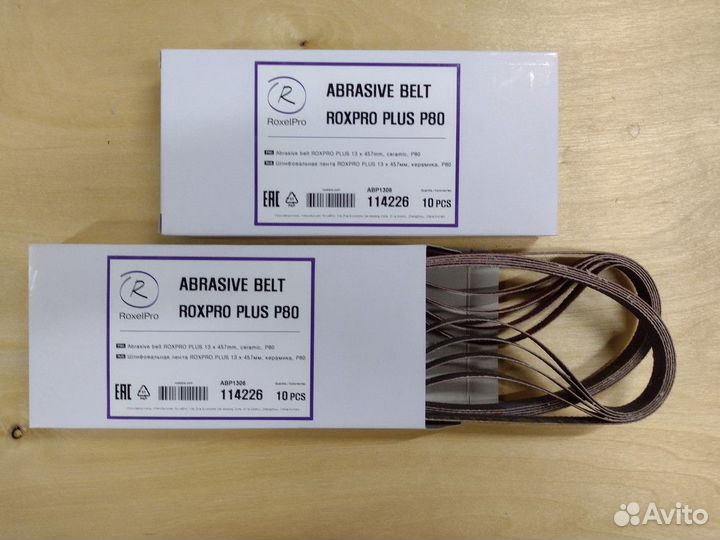 R
RoxelPro
ABRASIVE BELT
ROXPRO PLUS P80
Abrasive belt ROXPRO PLUS 13 x 457mm, ceramic, P80
Шлифовальная лента ROXPRO PLUS 13 x 457мм, керамика, P80
EAC
ABP1306
114226
10 PCS
R
RoxelPro
ABRASIVE BELT
ROXPRO PLUS P80
Abrasive belt ROXPRO PLUS 13 x 457mm, ceramic, P80
Шлифовальная лента ROXPRO PLUS 13 x 457мм, керамика, P80
EAC
ABP1306
114226
10 PCS
Avito